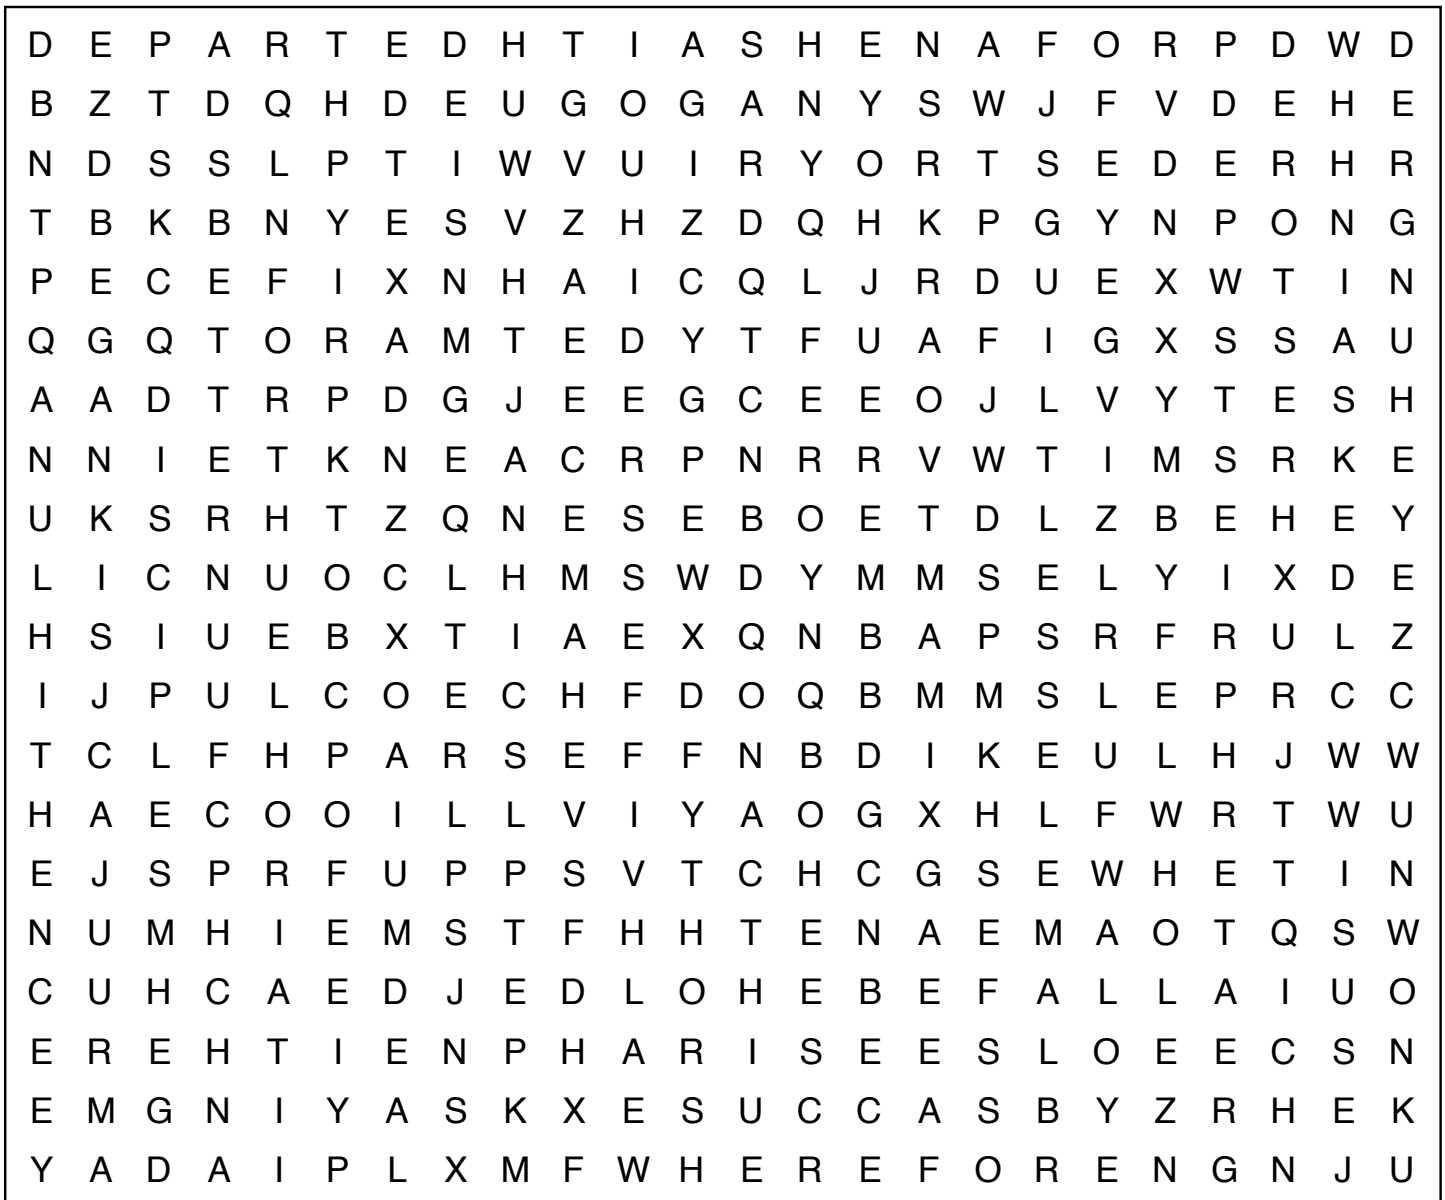 D E P A R T E D H T I A S H E N A F O R P D W D
B Z T D Q H D E U G O G A N Y S W J F V D E H E
N D S S L P T I W V U I R Y O R T S E D E R H R
T B K B N Y E S V Z H Z D Q H K P G Y N P O N G
P E C E F I X N H A I C Q L J R D U E X W T I N
Q G Q T O R A M T E D Y T F U A F I G X S S A U
A A D T R P D G J E E G C E E O J L V Y T E S H
N N I E T K N E A C R P N R R V W T I M S R K E
U K S R H T Z Q N E S E B O E T D L Z B E H E Y
L I C N U O C L H M S W D Y M M S E L Y I X D E
H S I U E B X T I A E X Q N B A P S R F R U L Z
I J P U L C O E C H F D O Q B M M S L E P R C C
T C L F H P A R S E F F N B D I K E U L H J W W
H A E C O O I L L V I Y A O G X H L F W R T W U
E J S P R F U P P S V T C H C G S E W H E T I N
N U M H I E M S T F H H T E N A E M A O T Q S W
C U H C A E D J E D L O H E B E F A L L A I U O
E R E H T I E N P H A R I S E E S L O E E C S N
E M G N I Y A S K X E S U C C A S B Y Z R H E K
Y A D A I P L X M F W H E R E F O R E N G N J U